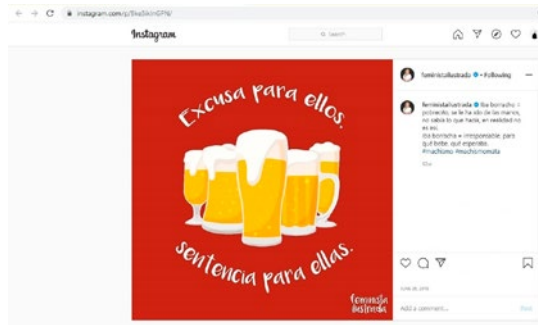 instagram.com/p/
Instagram
Search
Excusa para ellos,
sentencia para ellas.
feminista
ilustrada
feministailustrada • Following
feministailustrada Iba borracho =
pobrecito, se le ha ido de las manos,
no sabía lo que hacía, en realidad no
es así.
Iba borracha = irresponsable, para
qué bebe, qué esperaba.
#machismo #machismomata
Add a comment...
Post